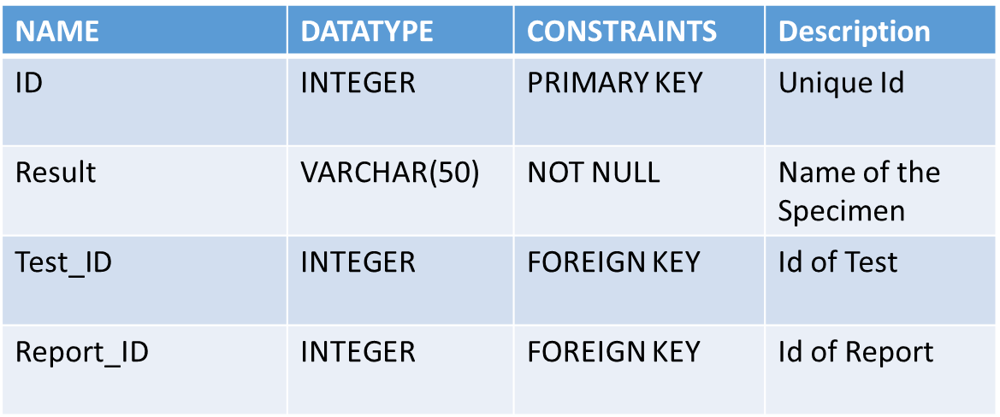 NAME DATATYPE CONSTRAINTS Description
ID INTEGER PRIMARY KEY Unique Id
Result VARCHAR(50) NOT NULL Name of the
Specimen
Test_ID INTEGER FOREIGN KEY Id of Test
Report_ID INTEGER FOREIGN KEY Id of Report